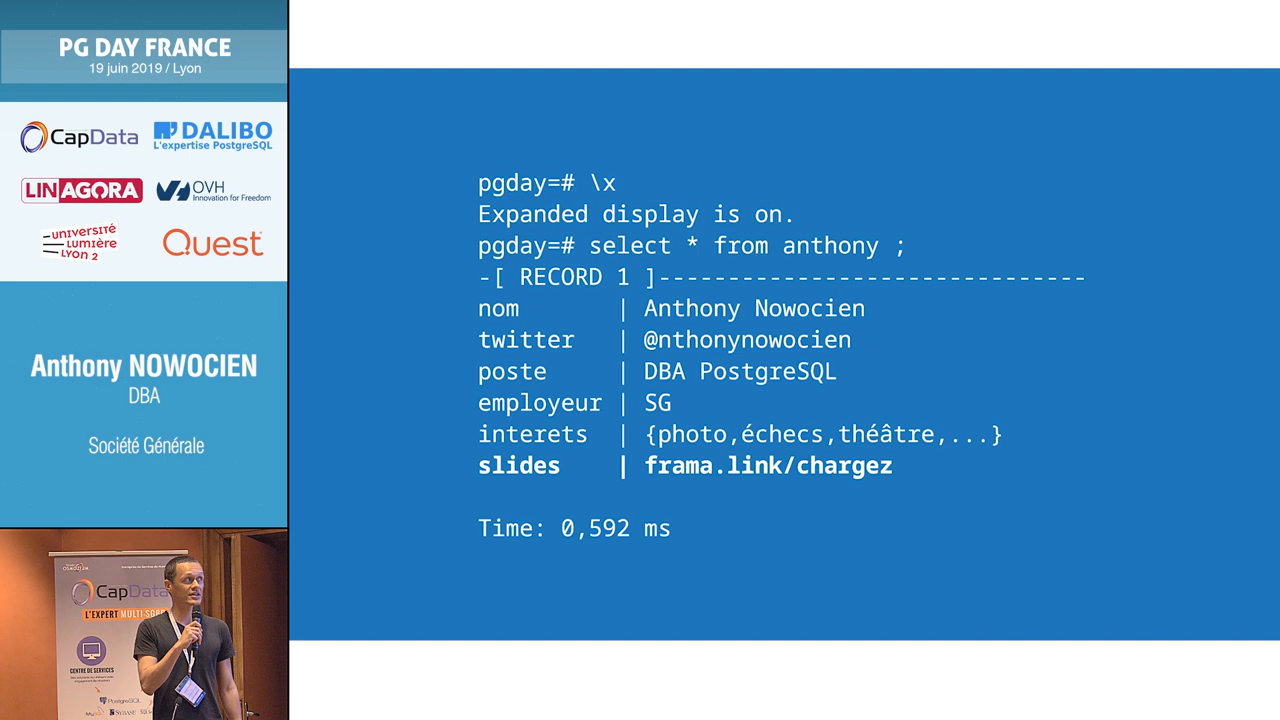 PG DAY FRANCE
19 juin 2019 / Lyon
CapData
DALIBO
L'expertise PostgreSQL
LINAGORA
OVH
Innovation for Freedom
UNIVERSITÉ
LUMIÈRE
LYON 2
Quest
Anthony NOWOCIEN
DBA
Société Générale
pgday=# \x
Expanded display is on.
pgday=# select * from anthony ;
-[ RECORD 1 ]-------------------------------
nom | Anthony Nowocien
twitter | @nthonynowocien
poste | DBA PostgreSQL
employeur | SG
interets | {photo,échecs,théâtre,...}
slides | frama.link/chargez
Time: 0,592 ms
CapData
L'EXPERT MULTI-SGBD
CENTRE DE SERVICES
PostgreSQL
SYBASE